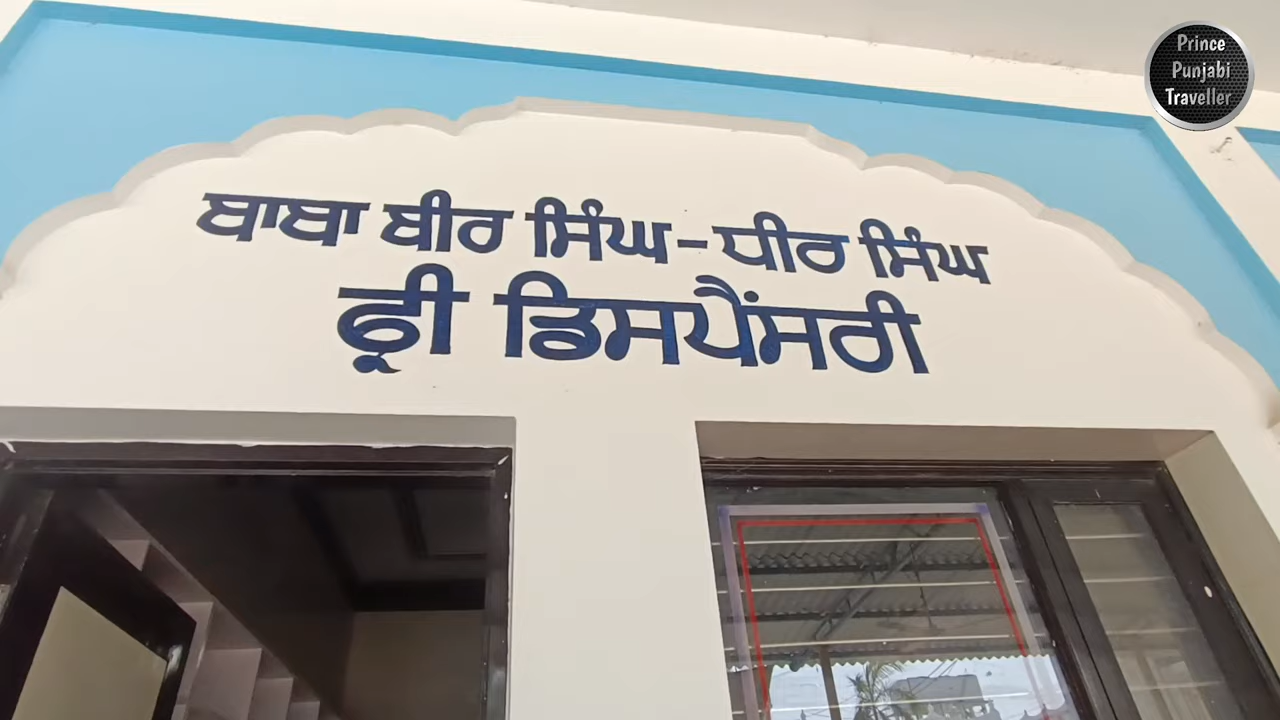 ਬਾਬਾ ਬੀਰ ਸਿੰਘ-ਧੀਰ ਸਿੰਘ
ਫ੍ਰੀ ਡਿਸਪੈਂਸਰੀ
Prince
Punjabi
Traveller